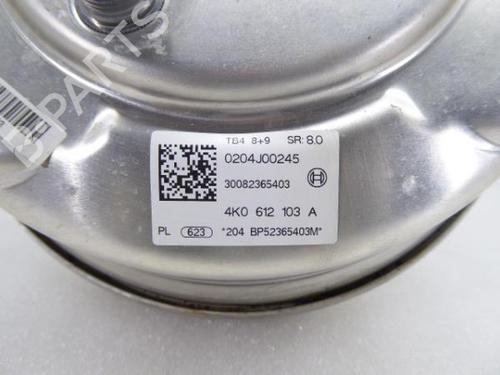 B-PARTS
TB4 8+9 SR: 8.0
0204J00245
30082365403
4K0 612 103 A
PL 623 *204 BP52365403M*